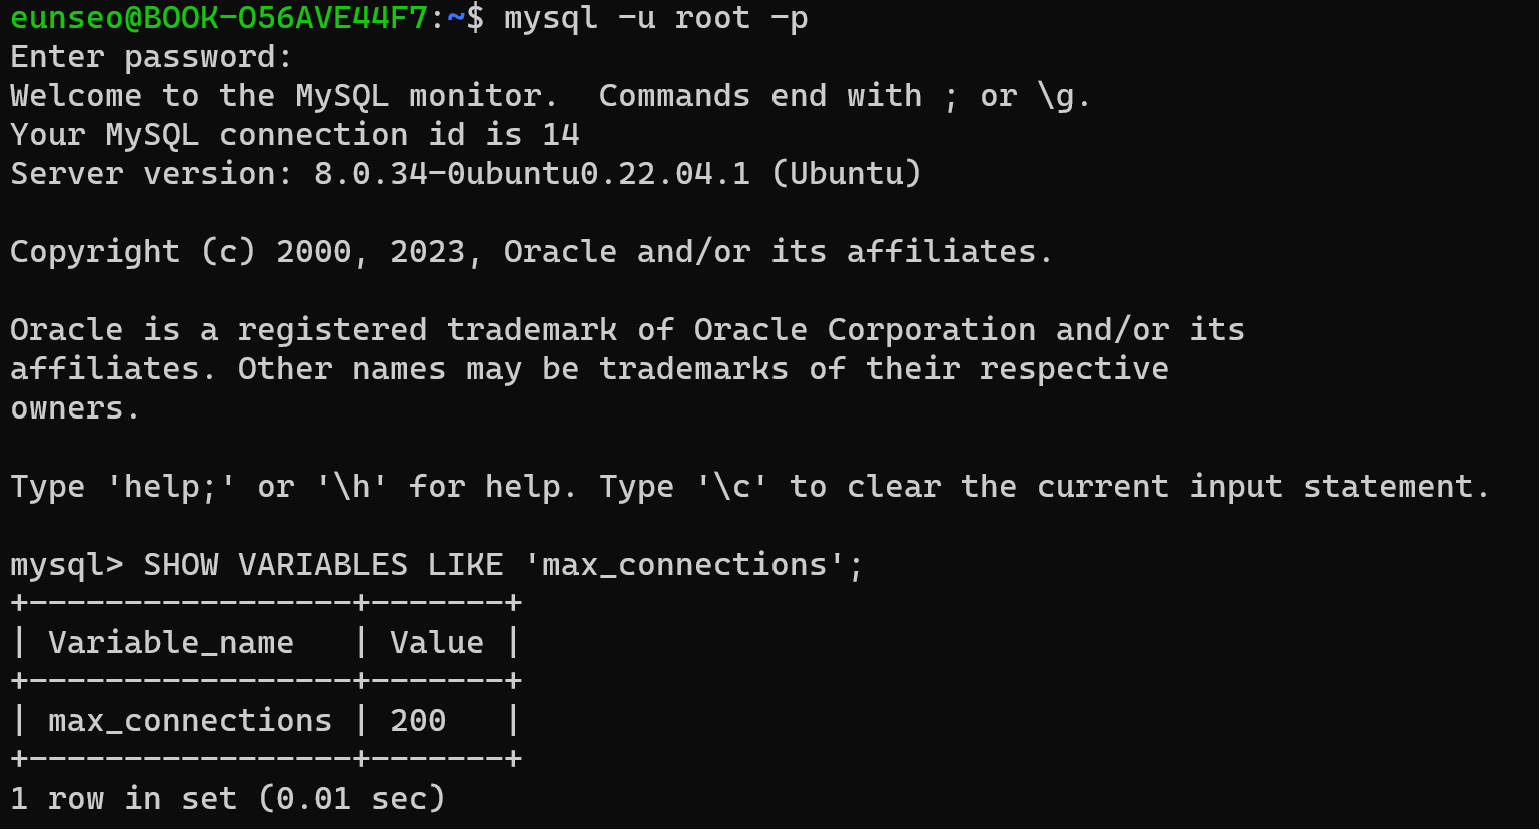 eunseo@BOOK-O56AVE44F7:~$ mysql -u root -p
Enter password:
Welcome to the MySQL monitor.  Commands end with ; or \g.
Your MySQL connection id is 14
Server version: 8.0.34-0ubuntu0.22.04.1 (Ubuntu)

Copyright (c) 2000, 2023, Oracle and/or its affiliates.

Oracle is a registered trademark of Oracle Corporation and/or its
affiliates. Other names may be trademarks of their respective
owners.

Type 'help;' or '\h' for help. Type '\c' to clear the current input statement.

mysql> SHOW VARIABLES LIKE 'max_connections';
+-----------------+-------+
| Variable_name   | Value |
+-----------------+-------+
| max_connections | 200   |
+-----------------+-------+
1 row in set (0.01 sec)